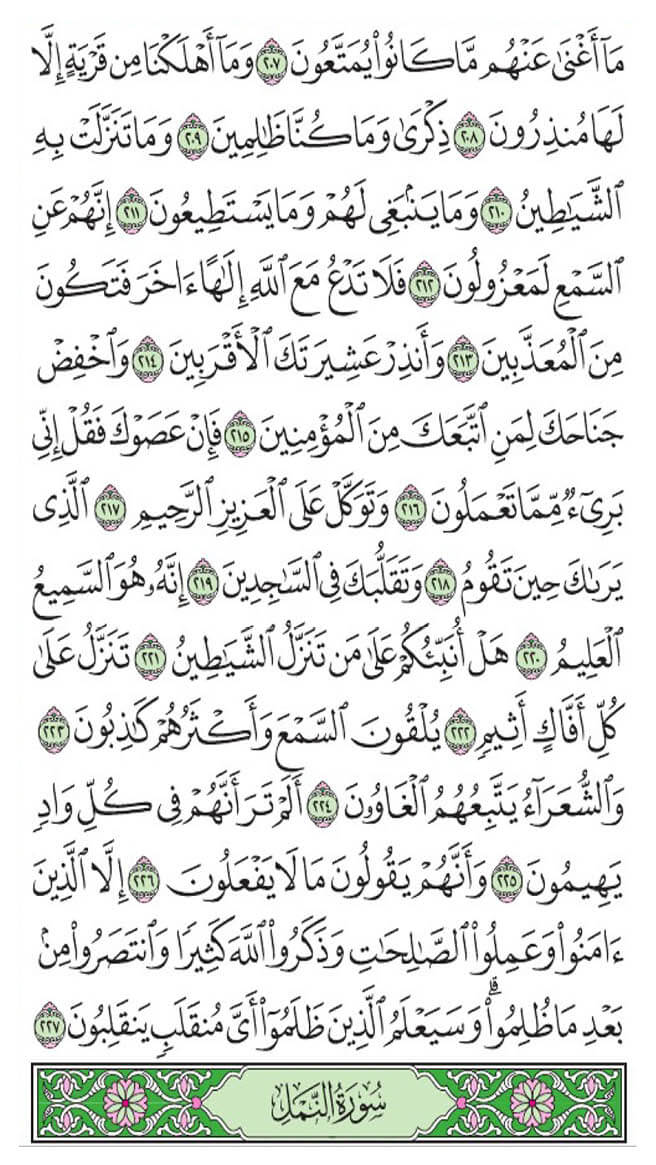 مَآ أَغْنَىٰ عَنْهُم مَّا كَانُوا۟ يُمَتَّعُونَ ٢٠٧ وَمَآ أَهْلَكْنَا مِن قَرْيَةٍ إِلَّا
لَهَا مُنذِرُونَ ٢٠٨ ذِكْرَىٰ وَمَا كُنَّا ظَـٰلِمِينَ ٢٠٩ وَمَا تَنَزَّلَتْ بِهِ
ٱلشَّيَـٰطِينُ ٢١٠ وَمَا يَنۢبَغِى لَهُمْ وَمَا يَسْتَطِيعُونَ ٢١١ إِنَّهُمْ عَنِ
ٱلسَّمْعِ لَمَعْزُولُونَ ٢١٢ فَلَا تَدْعُ مَعَ ٱللَّهِ إِلَـٰهًا ءَاخَرَ فَتَكُونَ
مِنَ ٱلْمُعَذَّبِينَ ٢١٣ وَأَنذِرْ عَشِيرَتَكَ ٱلْأَقْرَبِينَ ٢١٤ وَٱخْفِضْ
جَنَاحَكَ لِمَنِ ٱتَّبَعَكَ مِنَ ٱلْمُؤْمِنِينَ ٢١٥ فَإِنْ عَصَوْكَ فَقُلْ إِنِّى
بَرِىٓءٌ مِّمَّا تَعْمَلُونَ ٢١٦ وَتَوَكَّلْ عَلَى ٱلْعَزِيزِ ٱلرَّحِيمِ ٢١٧ ٱلَّذِى
يَرَىٰكَ حِينَ تَقُومُ ٢١٨ وَتَقَلُّبَكَ فِى ٱلسَّـٰجِدِينَ ٢١٩ إِنَّهُۥ هُوَ ٱلسَّمِيعُ
ٱلْعَلِيمُ ٢٢٠ هَلْ أُنَبِّئُكُمْ عَلَىٰ مَن تَنَزَّلُ ٱلشَّيَـٰطِينُ ٢٢١ تَنَزَّلُ عَلَىٰ
كُلِّ أَفَّاكٍ أَثِيمٍ ٢٢٢ يُلْقُونَ ٱلسَّمْعَ وَأَكْثَرُهُمْ كَـٰذِبُونَ ٢٢٣
وَٱلشُّعَرَآءُ يَتَّبِعُهُمُ ٱلْغَاوُۥنَ ٢٢٤ أَلَمْ تَرَ أَنَّهُمْ فِى كُلِّ وَادٍ
يَهِيمُونَ ٢٢٥ وَأَنَّهُمْ يَقُولُونَ مَا لَا يَفْعَلُونَ ٢٢٦ إِلَّا ٱلَّذِينَ
ءَامَنُوا۟ وَعَمِلُوا۟ ٱلصَّـٰلِحَـٰتِ وَذَكَرُوا۟ ٱللَّهَ كَثِيرًا وَٱنتَصَرُوا۟ مِنۢ
بَعْدِ مَا ظُلِمُوا۟ ۗ وَسَيَعْلَمُ ٱلَّذِينَ ظَلَمُوٓا۟ أَىَّ مُنقَلَبٍ يَنقَلِبُونَ ٢٢٧
سُورَةُ النَّمْلِ